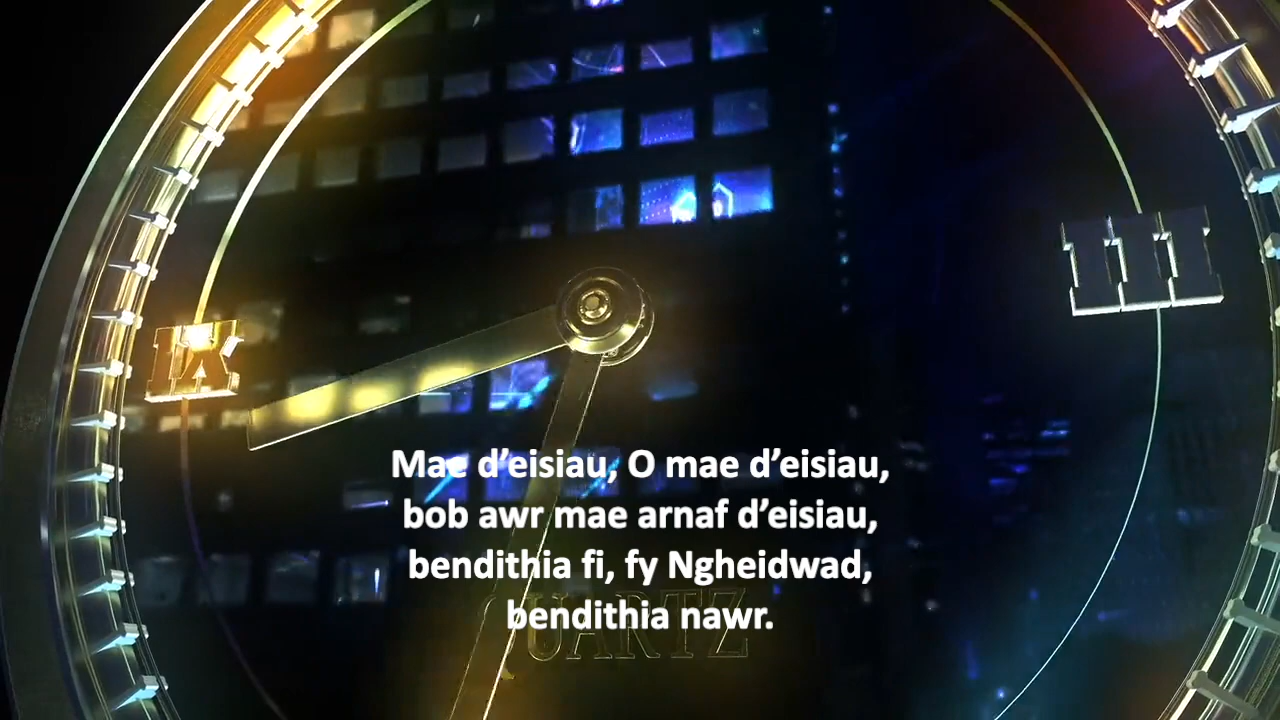 III
IX
Mae d’eisiau, O mae d’eisiau,
bob awr mae arnaf d’eisiau,
bendithia fi, fy Ngheidwad,
bendithia nawr.
QUARTZ